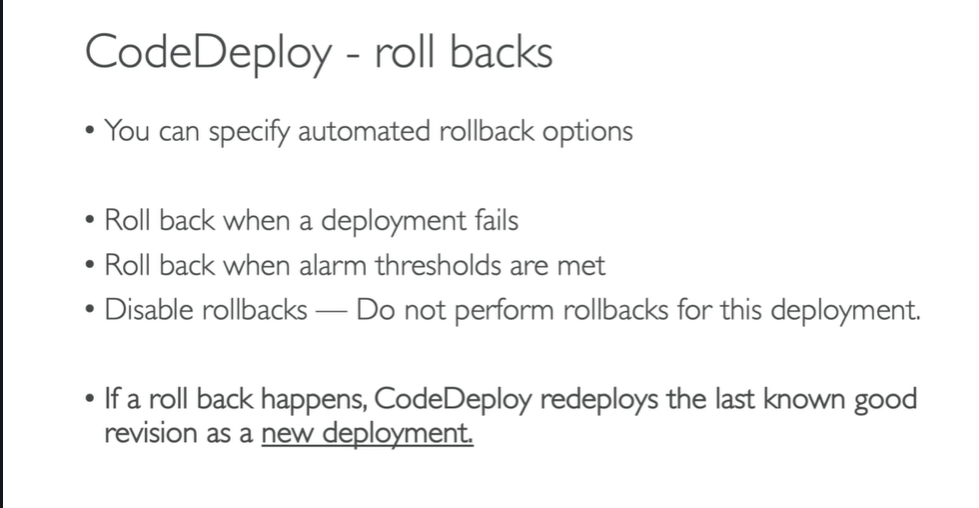 CodeDeploy - roll backs
• You can specify automated rollback options
• Roll back when a deployment fails
• Roll back when alarm thresholds are met
• Disable rollbacks — Do not perform rollbacks for this deployment.
• If a roll back happens, CodeDeploy redeploys the last known good
revision as a new deployment.